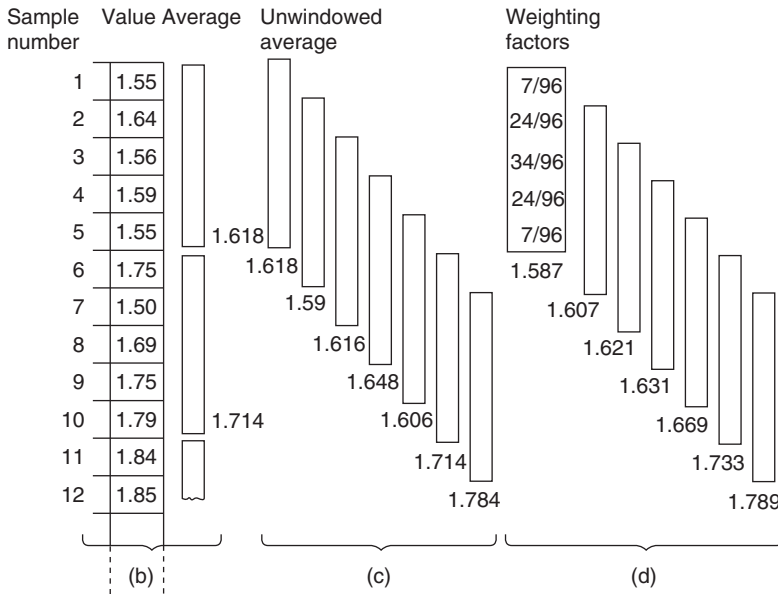 Sample number
Value Average
Unwindowed average
Weighting factors
1 1.55 7/96
2 1.64 24/96
3 1.56 34/96
4 1.59 24/96
5 1.55 1.618 7/96
1.618 1.587
6 1.75
7 1.50 1.59 1.607
8 1.69 1.616 1.621
9 1.75 1.648 1.631
10 1.79 1.714 1.606 1.669
11 1.84 1.714 1.733
12 1.85 1.784 1.789
(b) (c) (d)